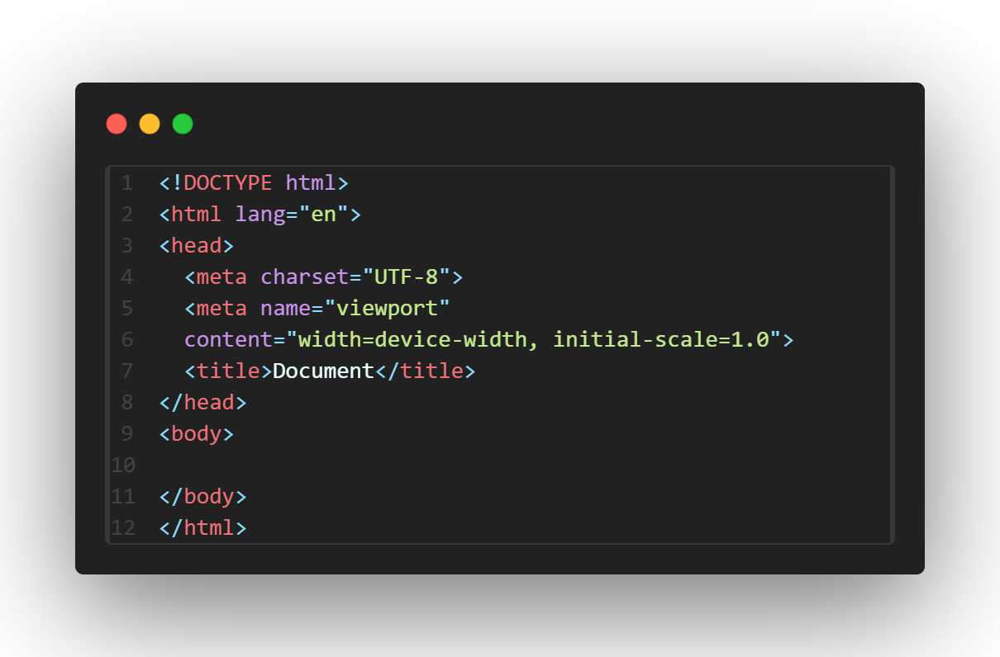 1 <!DOCTYPE html>
2 <html lang="en">
3 <head>
4   <meta charset="UTF-8">
5   <meta name="viewport"
6   content="width=device-width, initial-scale=1.0">
7   <title>Document</title>
8 </head>
9 <body>
10
11 </body>
12 </html>